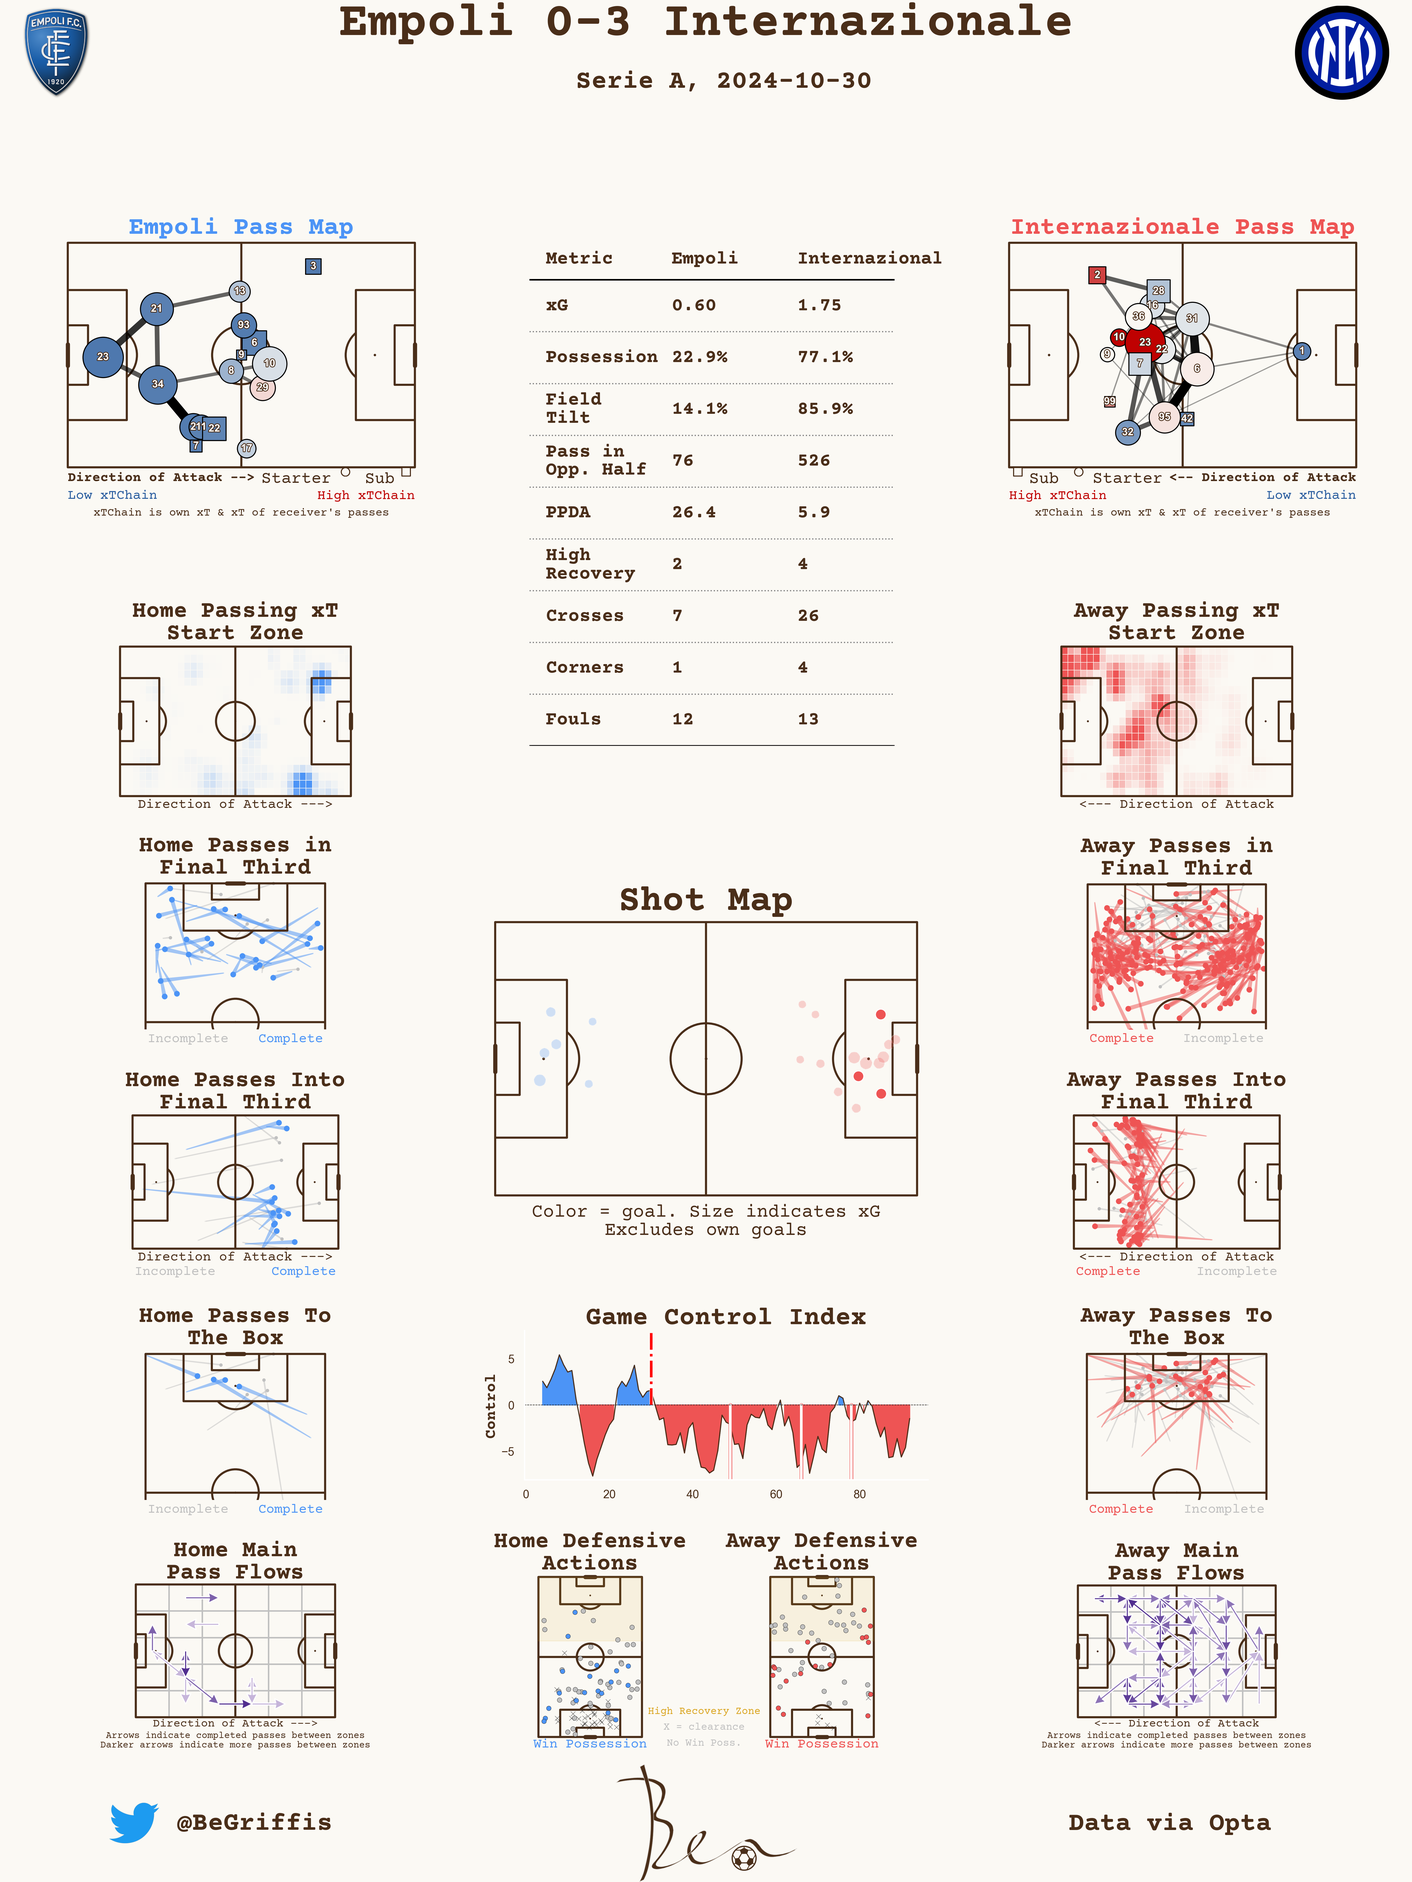 Empoli 0-3 Internazionale
Serie A, 2024-10-30
EMPOLI F.C.
1920
Empoli Pass Map
3
13
21
93
6
23
9
10
8
29
34
211
22
7
17
Direction of Attack --> Starter Sub
Low xTChain High xTChain
xTChain is own xT & xT of receiver's passes
Metric Empoli Internazional
xG 0.60 1.75
Possession 22.9% 77.1%
Field
Tilt 14.1% 85.9%
Pass in
Opp. Half 76 526
PPDA 26.4 5.9
High
Recovery 2 4
Crosses 7 26
Corners 1 4
Fouls 12 13
Internazionale Pass Map
2
28
16
36
31
10
23
22
9
7
6
1
99
95
42
32
Sub Starter <-- Direction of Attack
High xTChain Low xTChain
xTChain is own xT & xT of receiver's passes
Home Passing xT
Start Zone
Direction of Attack --->
Away Passing xT
Start Zone
<--- Direction of Attack
Home Passes in
Final Third
Incomplete Complete
Away Passes in
Final Third
Complete Incomplete
Shot Map
Color = goal. Size indicates xG
Excludes own goals
Home Passes Into
Final Third
Direction of Attack --->
Incomplete Complete
Away Passes Into
Final Third
<--- Direction of Attack
Complete Incomplete
Home Passes To
The Box
Incomplete Complete
Game Control Index
Control
5
0
−5
0 20 40 60 80
Away Passes To
The Box
Complete Incomplete
Home Main
Pass Flows
Direction of Attack --->
Arrows indicate completed passes between zones
Darker arrows indicate more passes between zones
Home Defensive
Actions
Win Possession
High Recovery Zone
X = clearance
No Win Poss.
Away Defensive
Actions
Win Possession
Away Main
Pass Flows
<--- Direction of Attack
Arrows indicate completed passes between zones
Darker arrows indicate more passes between zones
@BeGriffis
Ben
Data via Opta